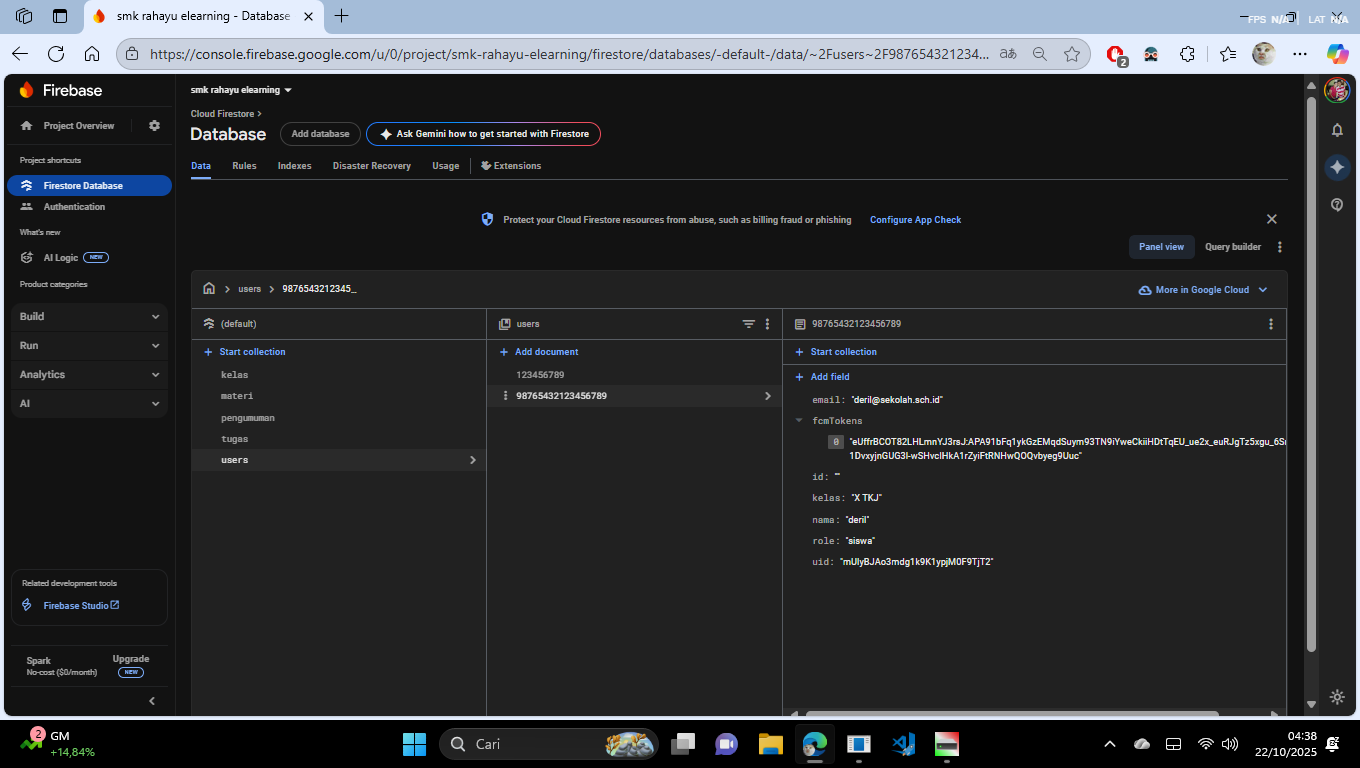 smk rahayu elearning - Database
FPS N/A LAT N/A
https://console.firebase.google.com/u/0/project/smk-rahayu-elearning/firestore/databases/-default-/data/~2Fusers~2F987654321234...
aあ
2
Firebase
Project Overview
Project shortcuts
Firestore Database
Authentication
What's new
AI Logic NEW
Product categories
Build
Run
Analytics
AI
Related development tools
Firebase Studio
Spark
No-cost ($0/month)
Upgrade
NEW
smk rahayu elearning
Cloud Firestore
Database
Add database
Ask Gemini how to get started with Firestore
Data Rules Indexes Disaster Recovery Usage Extensions
Protect your Cloud Firestore resources from abuse, such as billing fraud or phishing Configure App Check
Panel view Query builder
users 9876543212345_
More in Google Cloud
(default)
Start collection
kelas
materi
pengumuman
tugas
users
users
Add document
123456789
98765432123456789
98765432123456789
Start collection
Add field
email: "deril@sekolah.sch.id"
fcmTokens
0
id: ""
kelas: "X TKJ"
nama: "deril"
role: "siswa"
2
GM
+14,84%
Cari
04:38
22/10/2025